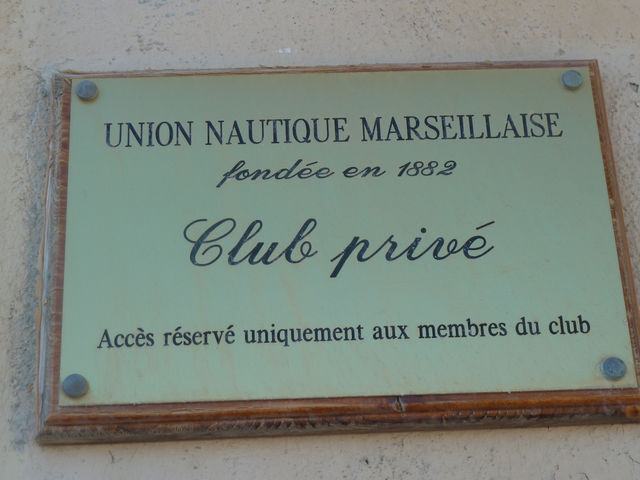 UNION NAUTIQUE MARSEILLAISE
fondée en 1882
Club privé
Accès réservé uniquement aux membres du club